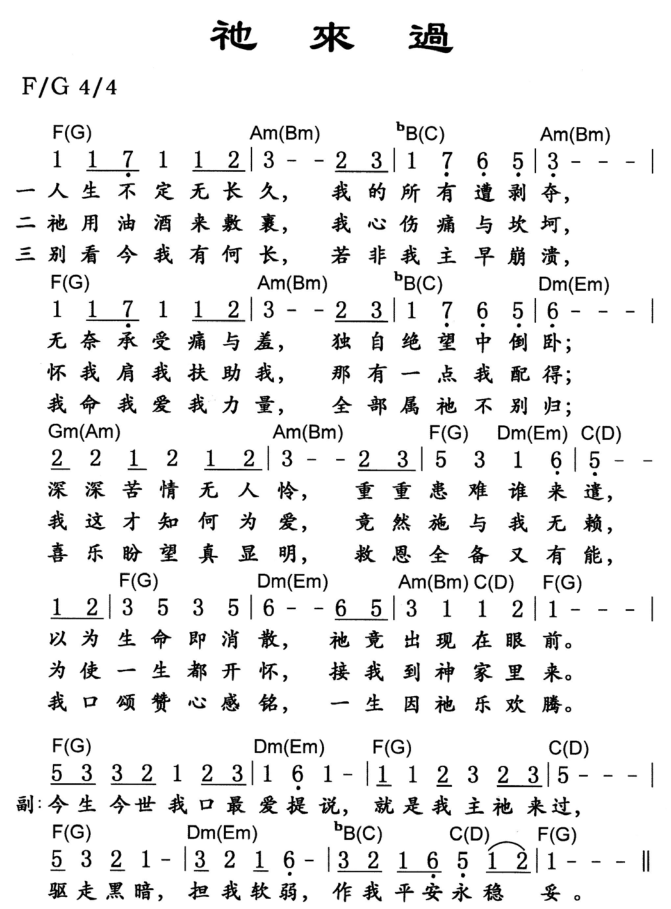 祂 來 過
F/G 4/4
F(G) Am(Bm) ᵇB(C) Am(Bm)
1 1 7 1 1 2 | 3 - - 2 3 | 1 7 6 5 | 3 - - - |
一人生不定无长久， 我的所有遭剥夺，
二祂用油酒来敷裹， 我心伤痛与坎坷，
三别看今我有何长， 若非我主早崩溃，
F(G) Am(Bm) ᵇB(C) Dm(Em)
1 1 7 1 1 2 | 3 - - 2 3 | 1 7 6 5 | 6 - - - |
无奈承受痛与羞， 独自绝望中倒卧；
怀我肩我扶助我， 那有一点我配得；
我命我爱我力量， 全部属祂不别归；
Gm(Am) Am(Bm) F(G) Dm(Em) C(D)
2 2 1 2 1 2 | 3 - - 2 3 | 5 3 1 6 | 5 - -
深深苦情无人怜， 重重患难谁来遣，
我这才知何为爱， 竟然施与我无赖，
喜乐盼望真显明， 救恩全备又有能，
F(G) Dm(Em) Am(Bm) C(D) F(G)
1 2 | 3 5 3 5 | 6 - - 6 5 | 3 1 1 2 | 1 - - - |
以为生命即消散， 祂竟出现在眼前。
为使一生都开怀， 接我到神家里来。
我口颂赞心感铭， 一生因祂乐欢腾。
F(G) Dm(Em) F(G) C(D)
5 3 3 2 1 2 3 | 1 6 1 - | 1 1 2 3 2 3 | 5 - - - |
副:今生今世我口最爱提说， 就是我主祂来过，
F(G) Dm(Em) ᵇB(C) C(D) F(G)
5 3 2 1 - | 3 2 1 6 - | 3 2 1 6 5 1 2 | 1 - - - ‖
驱走黑暗， 担我软弱， 作我平安永稳 妥。